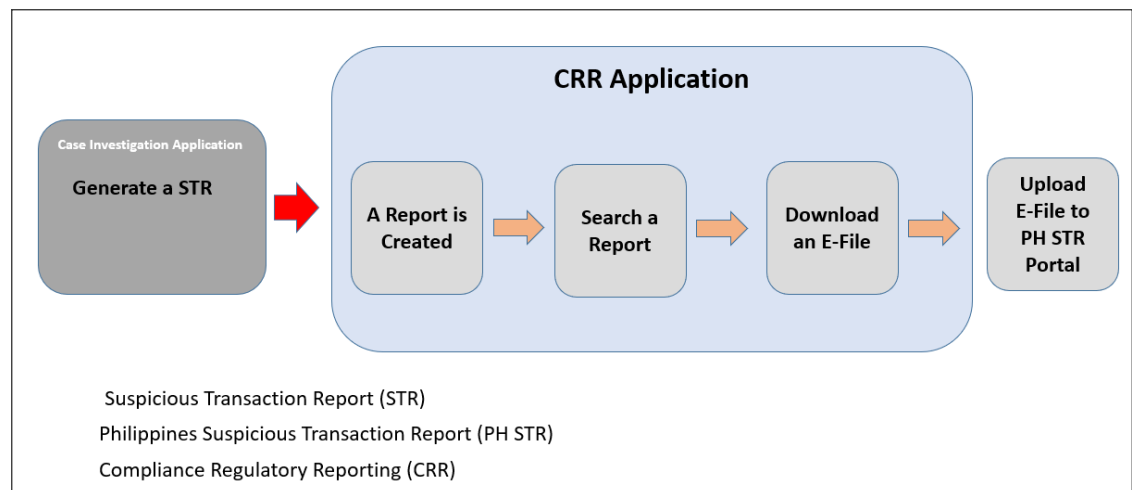 CRR Application
Case Investigation Application
Generate a STR
A Report is
Created
Search a
Report
Download
an E-File
Upload
E-File to
PH STR
Portal
Suspicious Transaction Report (STR)
Philippines Suspicious Transaction Report (PH STR)
Compliance Regulatory Reporting (CRR)